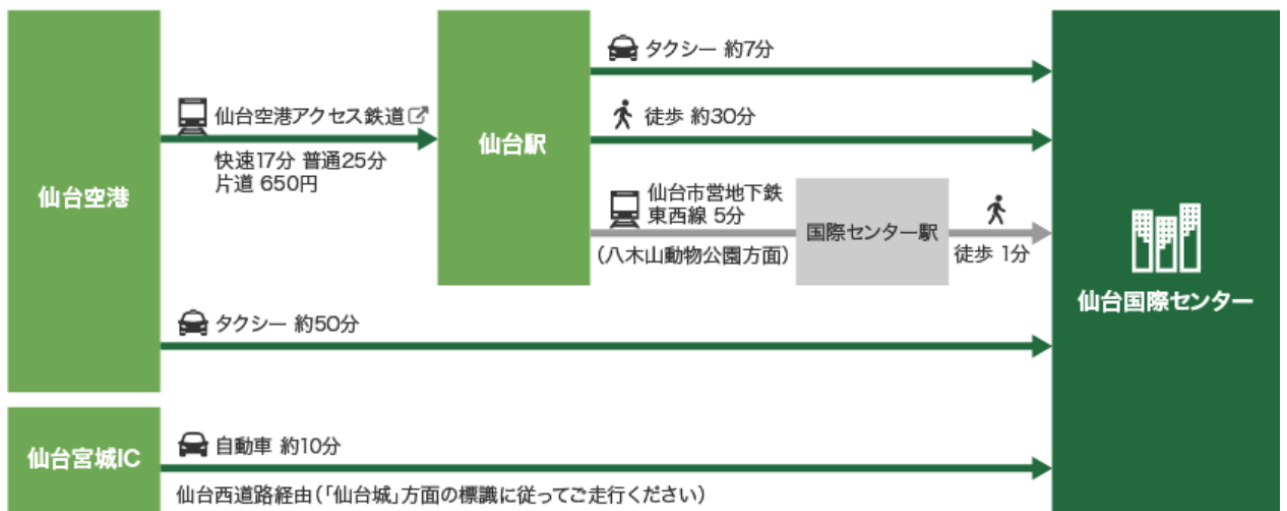 仙台空港
仙台空港アクセス鉄道
快速17分 普通25分
片道 650円
仙台駅
タクシー 約7分
徒歩 約30分
仙台市営地下鉄
東西線 5分
(八木山動物公園方面)
国際センター駅
徒歩 1分
タクシー 約50分
仙台宮城IC
自動車 約10分
仙台西道路経由(「仙台城」方面の標識に従ってご走行ください)
仙台国際センター